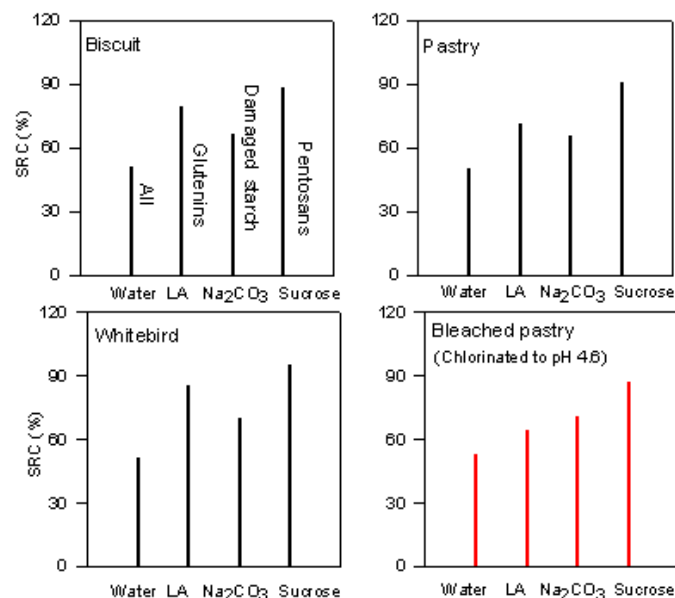 120
90
60
30
0
SRC (%)
Biscuit
All
Glutenins
Damaged starch
Pentosans
Water LA Na₂CO₃ Sucrose
120
90
60
30
0
Pastry
Water LA Na₂CO₃ Sucrose
120
90
60
30
0
SRC (%)
Whitebird
Water LA Na₂CO₃ Sucrose
120
90
60
30
0
Bleached pastry
(Chlorinated to pH 4.6)
Water LA Na₂CO₃ Sucrose